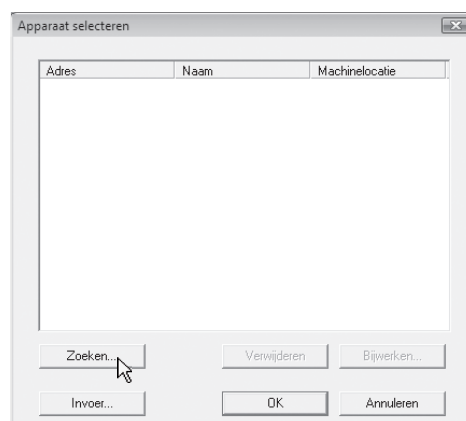 Apparaat selecteren
Adres Naam Machinelocatie
Zoeken... Verwijderen Bijwerken...
Invoer... OK Annuleren